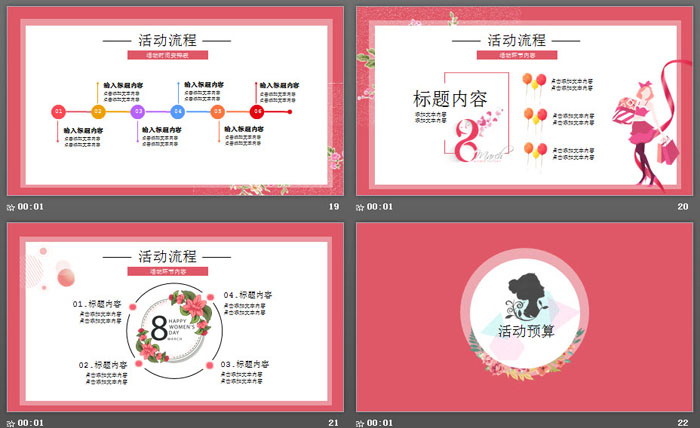 活动流程
活动时间安排表
输入标题内容
点击添加文本内容
点击添加文本内容
输入标题内容
点击添加文本内容
点击添加文本内容
输入标题内容
点击添加文本内容
点击添加文本内容
01
02
03
04
05
06
输入标题内容
点击添加文本内容
点击添加文本内容
输入标题内容
点击添加文本内容
点击添加文本内容
输入标题内容
点击添加文本内容
点击添加文本内容
00:01
19
活动流程
活动环节内容
标题内容
添加文本内容
添加文本内容
8
March
点击添加文本内容
点击添加文本内容
点击添加文本内容
点击添加文本内容
点击添加文本内容
点击添加文本内容
00:01
20
活动流程
活动环节内容
01.标题内容
点击添加文本内容
点击添加文本内容
04.标题内容
点击添加文本内容
点击添加文本内容
8
HAPPY
WOMEN'S
DAY
MARCH
02.标题内容
点击添加文本内容
点击添加文本内容
03.标题内容
点击添加文本内容
点击添加文本内容
00:01
21
活动预算
00:01
22